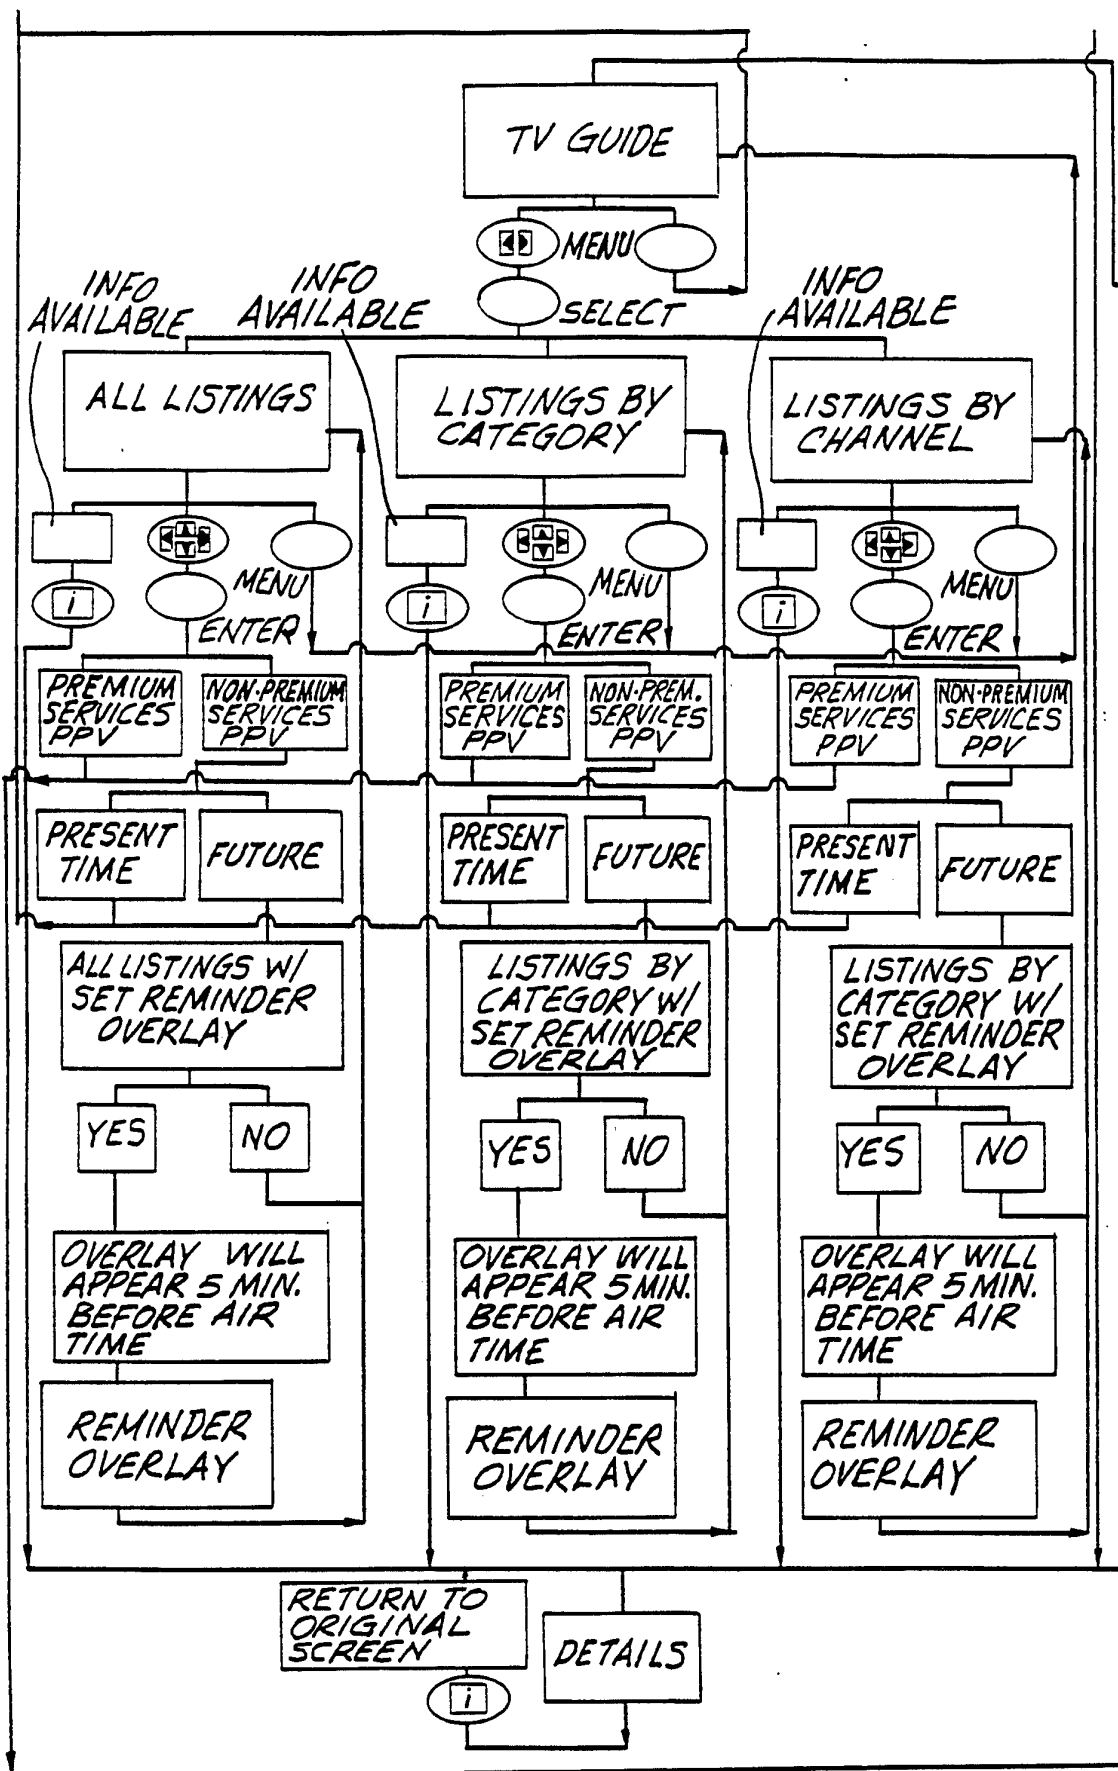 TV GUIDE
MENU
SELECT
INFO
AVAILABLE
INFO
AVAILABLE
INFO
AVAILABLE
ALL LISTINGS
LISTINGS BY
CATEGORY
LISTINGS BY
CHANNEL
MENU
MENU
MENU
i
i
i
ENTER
ENTER
ENTER
PREMIUM
SERVICES
PPV
NON-PREMIUM
SERVICES
PPV
PREMIUM
SERVICES
PPV
NON-PREM.
SERVICES
PPV
PREMIUM
SERVICES
PPV
NON-PREMIUM
SERVICES
PPV
PRESENT
TIME
FUTURE
PRESENT
TIME
FUTURE
PRESENT
TIME
FUTURE
ALL LISTINGS W/
SET REMINDER
OVERLAY
LISTINGS BY
CATEGORY W/
SET REMINDER
OVERLAY
LISTINGS BY
CATEGORY W/
SET REMINDER
OVERLAY
YES
NO
YES
NO
YES
NO
OVERLAY WILL
APPEAR 5 MIN.
BEFORE AIR
TIME
OVERLAY WILL
APPEAR 5 MIN.
BEFORE AIR
TIME
OVERLAY WILL
APPEAR 5 MIN.
BEFORE AIR
TIME
REMINDER
OVERLAY
REMINDER
OVERLAY
REMINDER
OVERLAY
RETURN TO
ORIGINAL
SCREEN
DETAILS
i